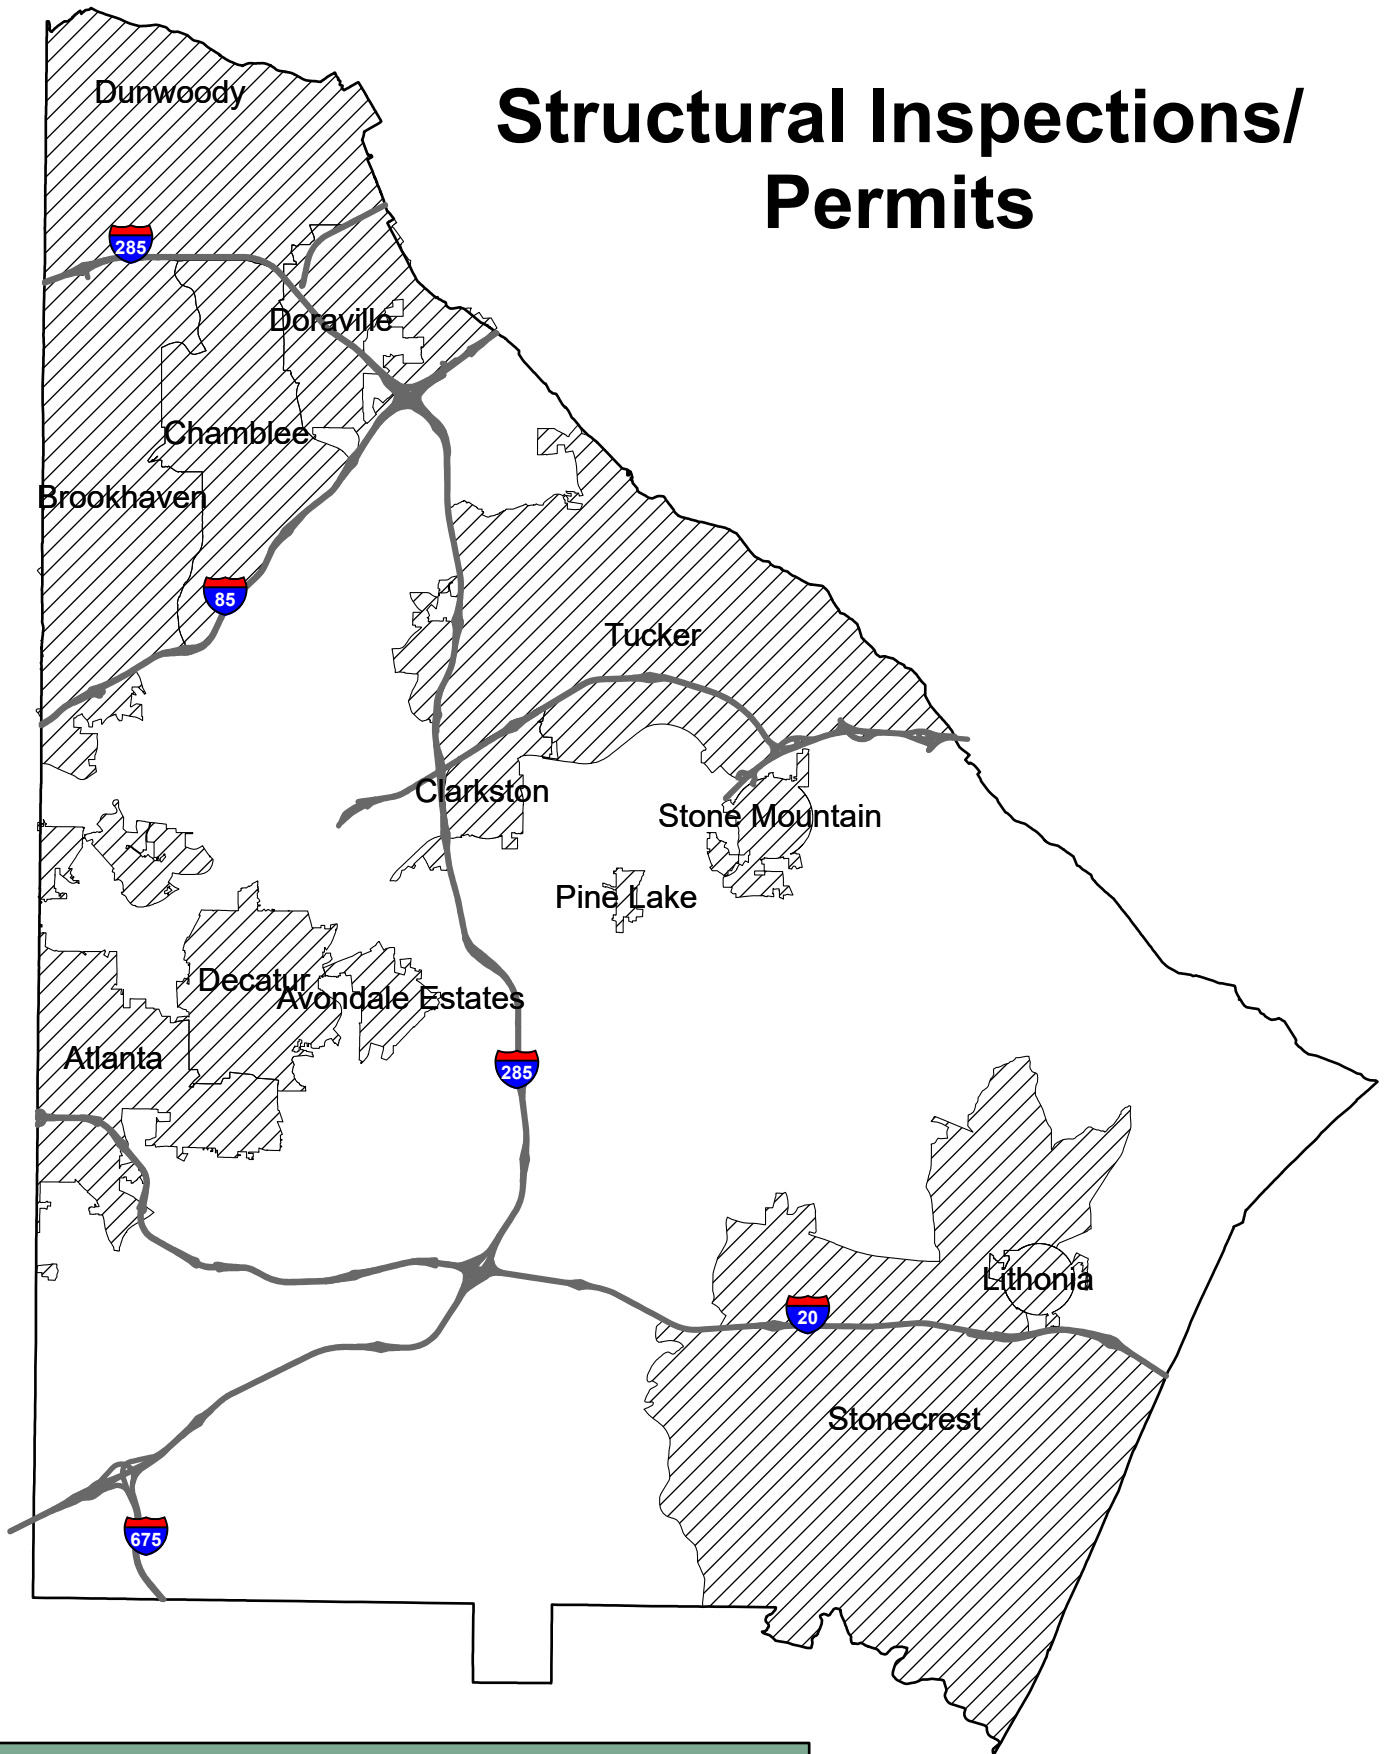 Structural Inspections/
Permits
Dunwoody
285
Doraville
Chamble​e
Brookhaven
85
Tucker
Clarkston
Stone Mountain
Pine Lake
Decatur
Avondale Estates
Atlanta
285
Lithonia
20
Stonecrest
675